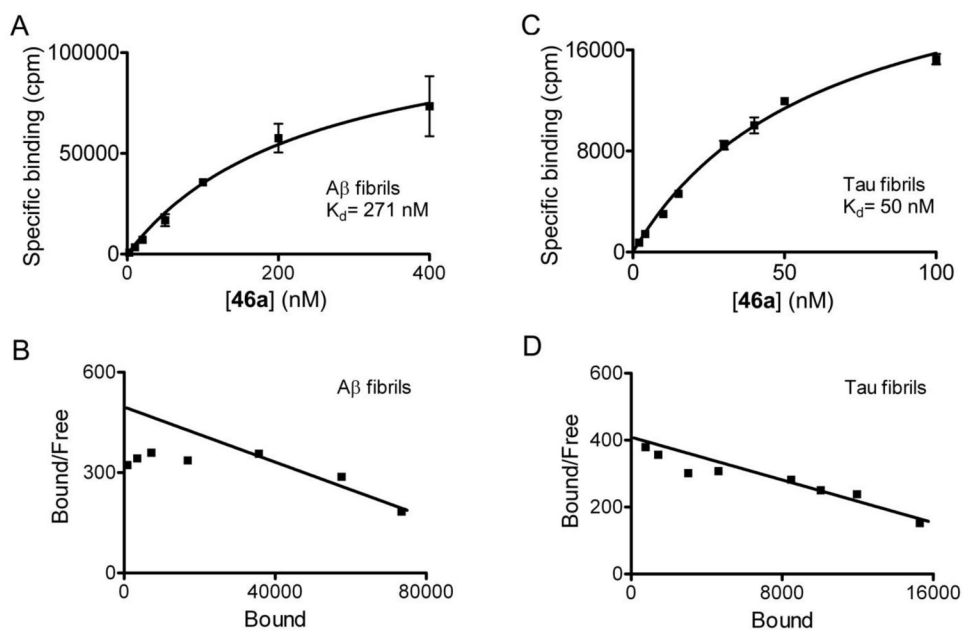 A
Specific binding (cpm)
100000
50000
0
0
200
400
[46a] (nM)
Aβ fibrils
Kd= 271 nM
C
Specific binding (cpm)
16000
8000
0
0
50
100
[46a] (nM)
Tau fibrils
Kd= 50 nM
B
Bound/Free
600
300
0
0
40000
80000
Bound
Aβ fibrils
D
Bound/Free
600
400
200
0
0
8000
16000
Bound
Tau fibrils